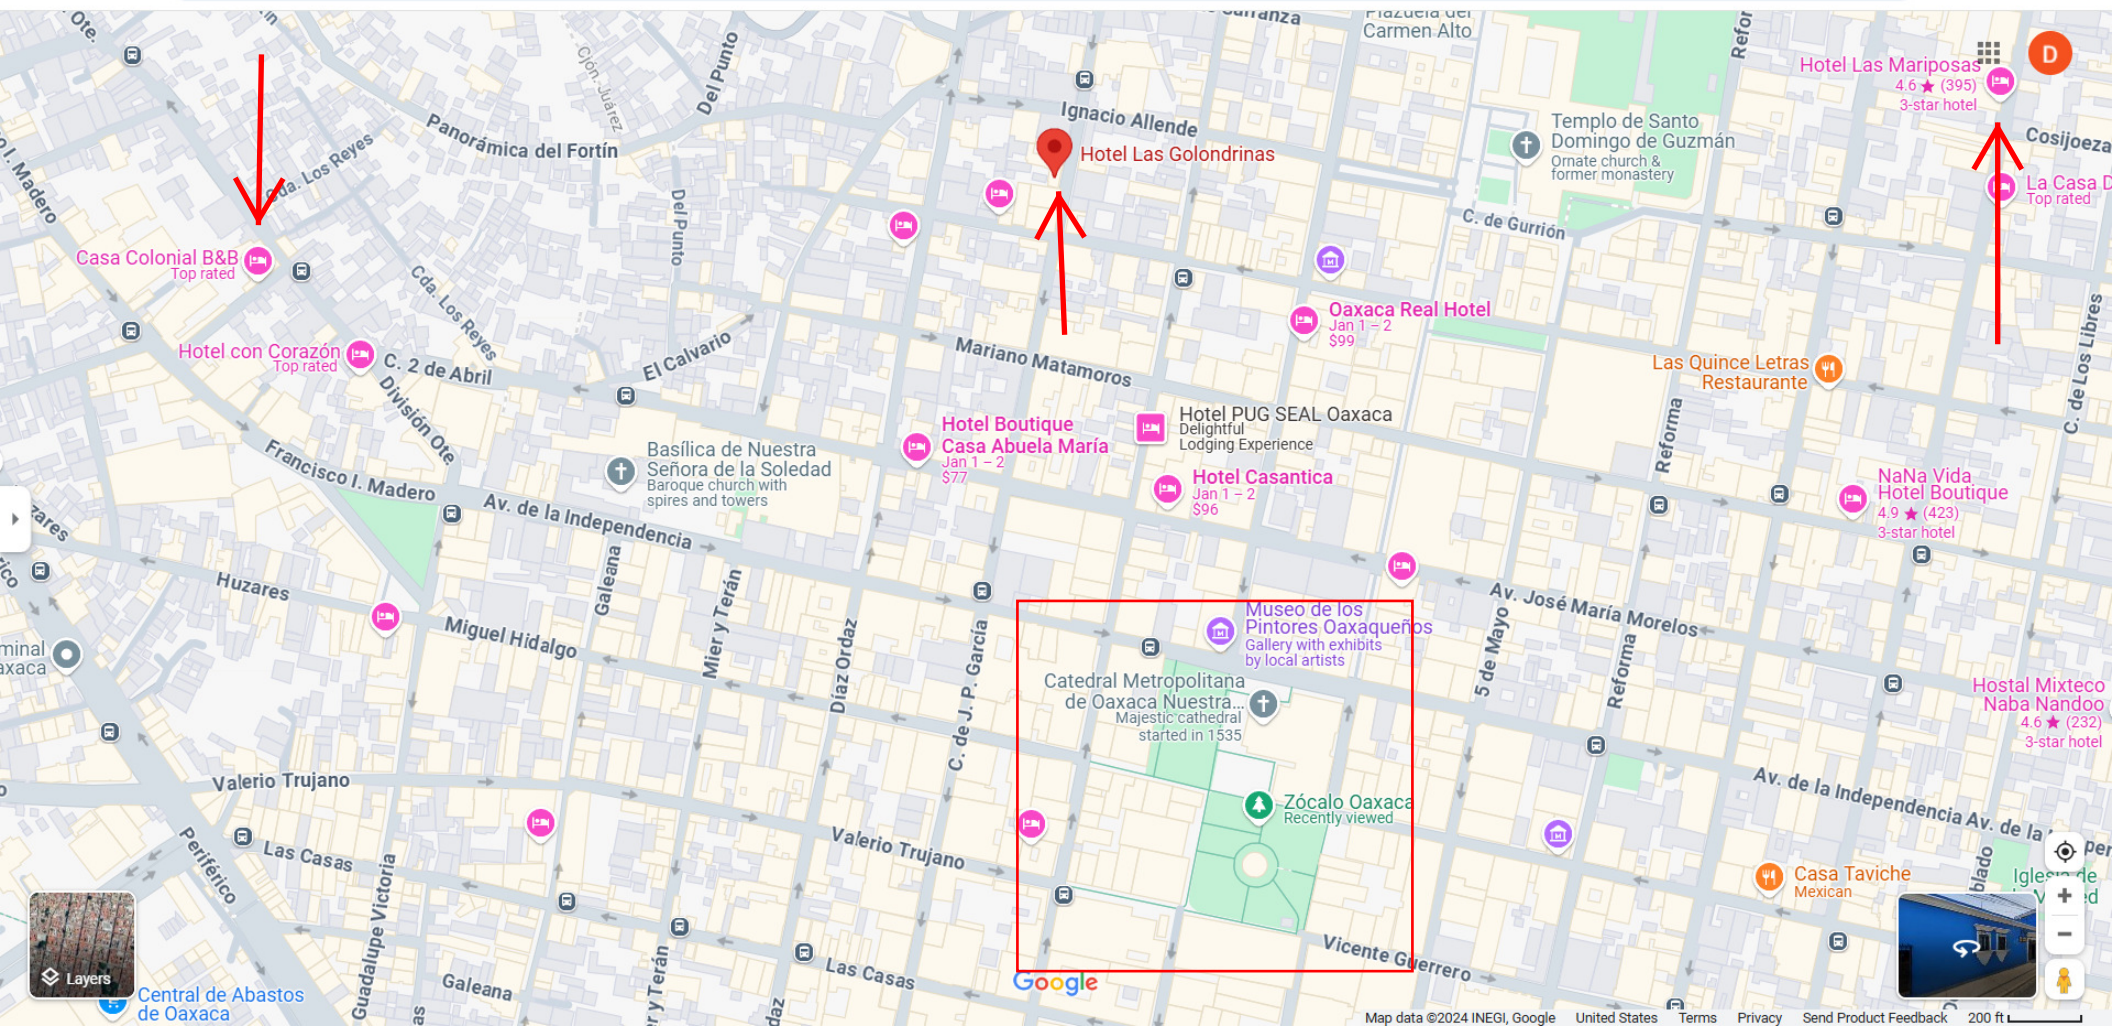 Ote.
Carranza
Plazuela del
Carmen Alto
Refor
D
Hotel Las Mariposas
4.6 ★ (395)
3-star hotel
Cjón. Juárez
Del Punto
Ignacio Allende
Panorámica del Fortín
Templo de Santo
Domingo de Guzmán
Ornate church &
former monastery
Cosijoeza
Hotel Las Golondrinas
Cda. Los Reyes
o I. Madero
La Casa D
Top rated
Del Punto
C. de Gurrión
Casa Colonial B&B
Top rated
Cda. Los Reyes
Oaxaca Real Hotel
Jan 1 – 2
$99
C. de Los Libres
Hotel con Corazón
Top rated
C. 2 de Abril
El Calvario
Mariano Matamoros
Las Quince Letras
Restaurante
División Ote
Hotel PUG SEAL Oaxaca
Delightful
Lodging Experience
Hotel Boutique
Casa Abuela María
Jan 1 – 2
$77
Reforma
Francisco I. Madero
Basílica de Nuestra
Señora de la Soledad
Baroque church with
spires and towers
Hotel Casantica
Jan 1 – 2
$96
NaNa Vida
Hotel Boutique
4.9 ★ (423)
3-star hotel
zares
Av. de la Independencia
rico
Huzares
Galeana
Mier y Terán
Av. José María Morelos
Museo de los
Pintores Oaxaqueños
Gallery with exhibits
by local artists
5 de Mayo
Reforma
minal
axaca
Miguel Hidalgo
Díaz Ordaz
C. de J. P. García
Catedral Metropolitana
de Oaxaca Nuestra...
Majestic cathedral
started in 1535
Hostal Mixteco
Naba Nandoo
4.6 ★ (232)
3-star hotel
Valerio Trujano
Av. de la Independencia
Av. de la
Zócalo Oaxaca
Recently viewed
Valerio Trujano
Periférico
Las Casas
Guadalupe Victoria
Casa Taviche
Mexican
blado
Iglesia de
Vicente Guerrero
Las Casas
Galeana
r y Terán
daz
as
Layers
Google
Central de Abastos
de Oaxaca
Map data ©2024 INEGI, Google United States Terms Privacy Send Product Feedback 200 ft